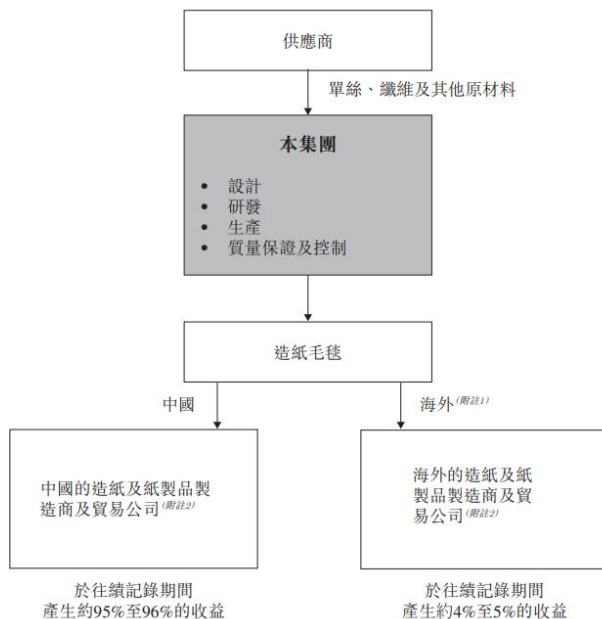 供應商
單絲、纖維及其他原材料
本集團
• 設計
• 研發
• 生產
• 質量保證及控制
造紙毛毯
中國
海外(附註1)
中國的造紙及紙製品製
造商及貿易公司(附註2)
海外的造紙及紙
製品製造商及貿
易公司(附註2)
於往績記錄期間
產生約95%至96%的收益
於往績記錄期間
產生約4%至5%的收益